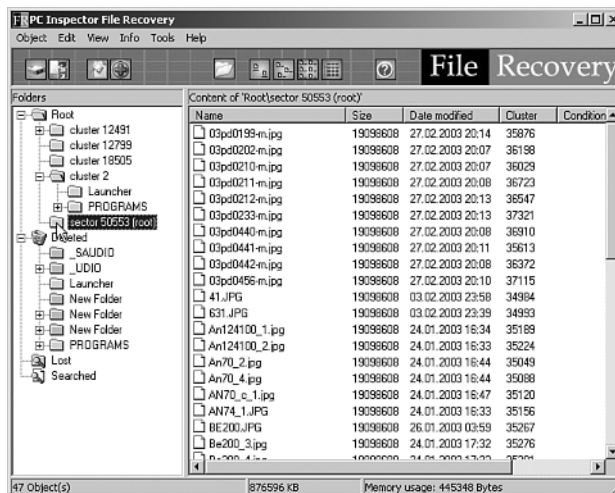 PC Inspector File Recovery
Object Edit View Info Tools Help
File Recovery
Folders
Content of 'Root\sector 50553 (root)'
Root
cluster 12491
cluster 12799
cluster 18505
cluster 2
Launcher
PROGRAMS
sector 50553 (root)
Deleted
_SAUDIO
_UDIO
Launcher
New Folder
New Folder
New Folder
PROGRAMS
Lost
Searched
Name Size Date modified Cluster Condition
03pd0199-m.jpg 19098608 27.02.2003 20:14 35876
03pd0202-m.jpg 19098608 27.02.2003 20:07 36198
03pd0210-m.jpg 19098608 27.02.2003 20:07 36029
03pd0211-m.jpg 19098608 27.02.2003 20:08 36723
03pd0212-m.jpg 19098608 27.02.2003 20:13 36547
03pd0233-m.jpg 19098608 27.02.2003 20:13 37321
03pd0440-m.jpg 19098608 27.02.2003 20:08 36910
03pd0441-m.jpg 19098608 27.02.2003 20:11 35613
03pd0442-m.jpg 19098608 27.02.2003 20:08 36372
03pd0456-m.jpg 19098608 27.02.2003 20:10 37115
41.JPG 19098608 03.02.2003 23:58 34984
631.JPG 19098608 03.02.2003 23:39 34993
An124100_1.jpg 19098608 24.01.2003 16:34 35189
An124100_2.jpg 19098608 24.01.2003 16:33 35224
An70_2.jpg 19098608 24.01.2003 16:44 35049
An70_4.jpg 19098608 24.01.2003 16:44 35088
AN70_c_1.jpg 19098608 24.01.2003 16:47 35120
AN74_1.JPG 19098608 24.01.2003 16:33 35156
BE200.JPG 19098608 26.01.2003 03:59 35267
Be200_3.jpg 19098608 24.01.2003 17:32 35276
47 Object(s) 876596 KB Memory usage: 445348 Bytes